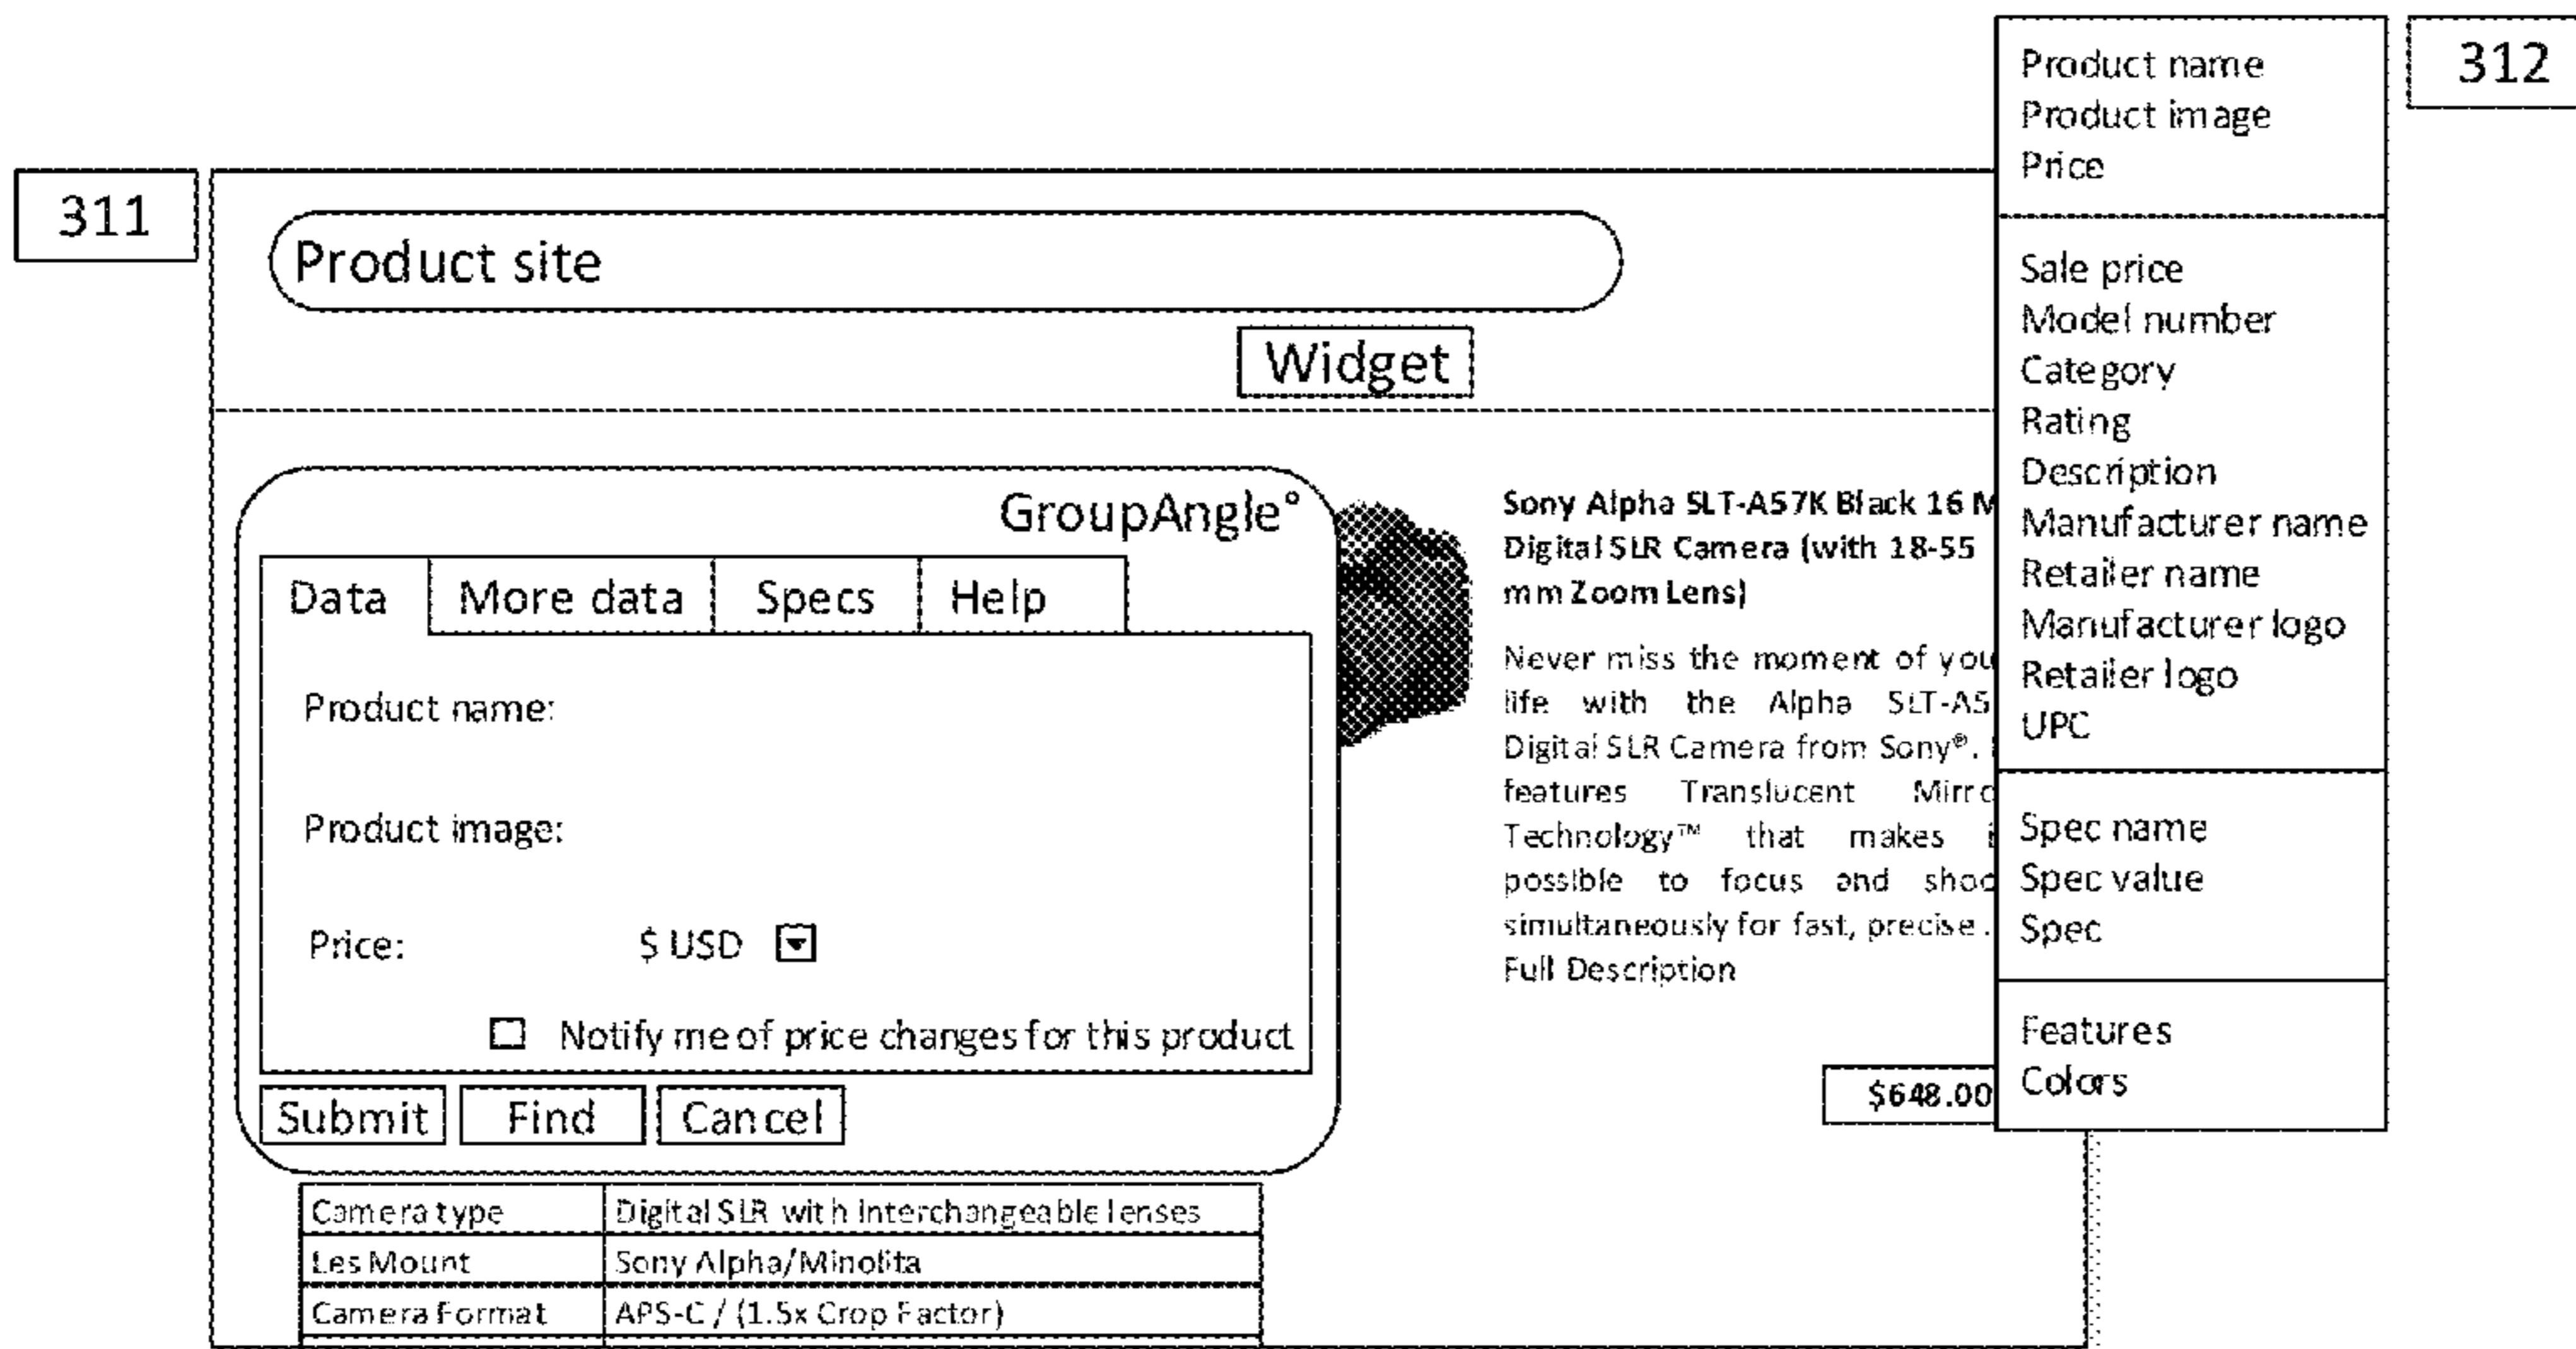 311
Product site
Widget
GroupAngle°
Data More data Specs Help
Product name:
Product image:
Price: $ USD
Notify me of price changes for this product
Submit Find Cancel
Sony Alpha SLT-A57K Black 16 M
Digital SLR Camera (with 18-55
mm Zoom Lens)
Never miss the moment of you
life with the Alpha SLT-A5
Digital SLR Camera from Sony®.
features Translucent Mirro
Technology™ that makes
possible to focus and shoo
simultaneously for fast, precise .
Full Description
$648.00
Camera type Digital SLR with interchangeable lenses
Les Mount Sony Alpha/Minolita
Camera Format APS-C / (1.5x Crop Factor)
312
Product name
Product image
Price
Sale price
Model number
Category
Rating
Description
Manufacturer name
Retailer name
Manufacturer logo
Retailer logo
UPC
Spec name
Spec value
Spec
Features
Colors